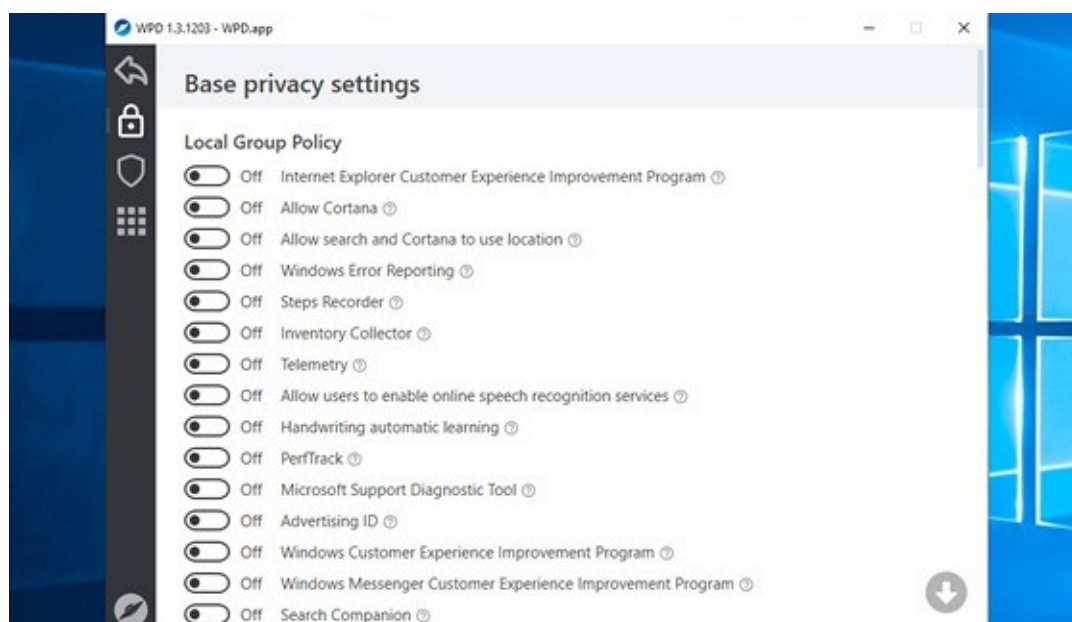 WPD 1.3.1203 - WPD.app
Base privacy settings
Local Group Policy
Off Internet Explorer Customer Experience Improvement Program
Off Allow Cortana
Off Allow search and Cortana to use location
Off Windows Error Reporting
Off Steps Recorder
Off Inventory Collector
Off Telemetry
Off Allow users to enable online speech recognition services
Off Handwriting automatic learning
Off PerfTrack
Off Microsoft Support Diagnostic Tool
Off Advertising ID
Off Windows Customer Experience Improvement Program
Off Windows Messenger Customer Experience Improvement Program
Off Search Companion